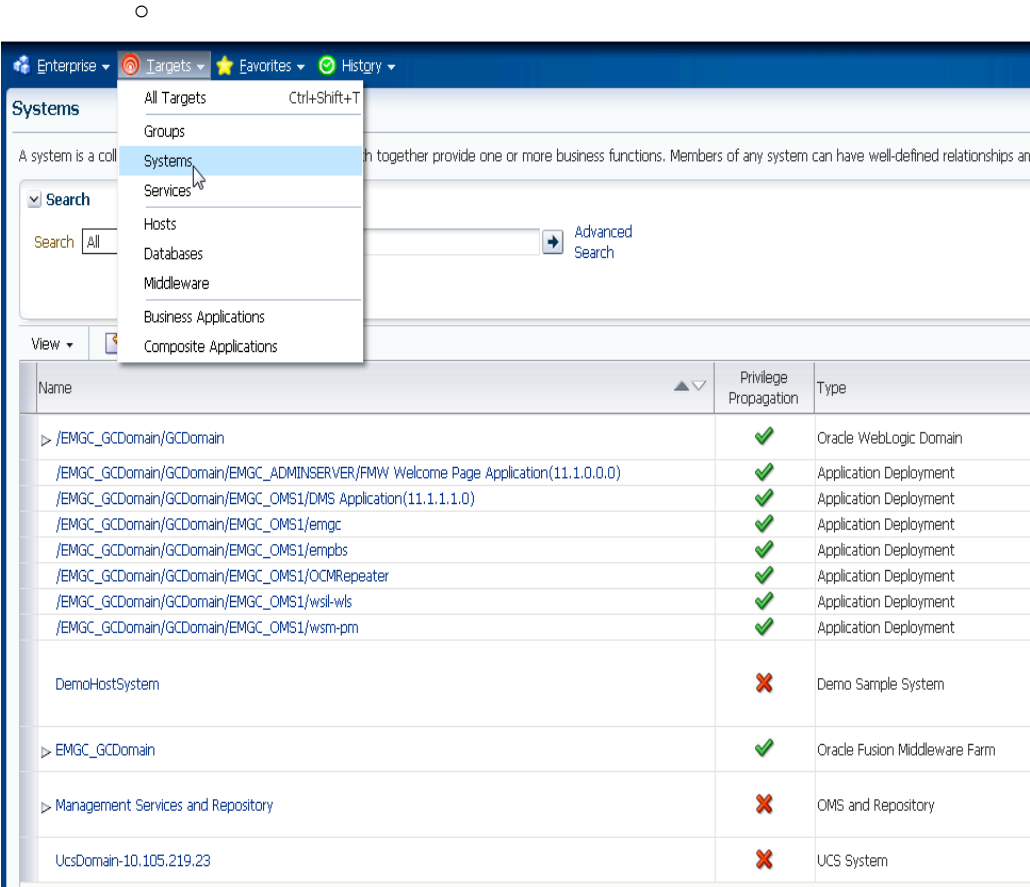 Enterprise Targets Favorites History
Systems
All Targets Ctrl+Shift+T
Groups
A system is a coll
Systems
h together provide one or more business functions. Members of any system can have well-defined relationships an
Services
Search
Hosts
Search All
Advanced
Search
Databases
Middleware
Business Applications
View
Composite Applications
Name Privilege
Propagation Type
/EMGC_GCDomain/GCDomain Oracle WebLogic Domain
/EMGC_GCDomain/GCDomain/EMGC_ADMINSERVER/FMW Welcome Page Application(11.1.0.0.0) Application Deployment
/EMGC_GCDomain/GCDomain/EMGC_OMS1/DMS Application(11.1.1.1.0) Application Deployment
/EMGC_GCDomain/GCDomain/EMGC_OMS1/emgc Application Deployment
/EMGC_GCDomain/GCDomain/EMGC_OMS1/empbs Application Deployment
/EMGC_GCDomain/GCDomain/EMGC_OMS1/OCMRepeater Application Deployment
/EMGC_GCDomain/GCDomain/EMGC_OMS1/wsil-wls Application Deployment
/EMGC_GCDomain/GCDomain/EMGC_OMS1/wsm-pm Application Deployment
DemoHostSystem Demo Sample System
EMGC_GCDomain Oracle Fusion Middleware Farm
Management Services and Repository OMS and Repository
UcsDomain-10.105.219.23 UCS System